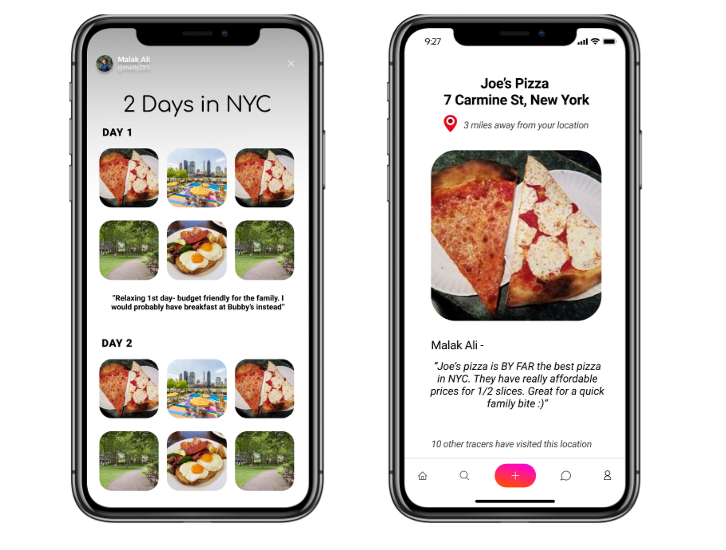 Malak Ali
2 Days in NYC
DAY 1
“Relaxing 1st day- budget friendly for the family. I
would probably have breakfast at Bubby's instead”
DAY 2
9:27
Joe's Pizza
7 Carmine St, New York
3 miles away from your location
Malak Ali -
“Joe's pizza is BY FAR the best pizza
in NYC. They have really affordable
prices for 1/2 slices. Great for a quick
family bite :)”
10 other tracers have visited this location